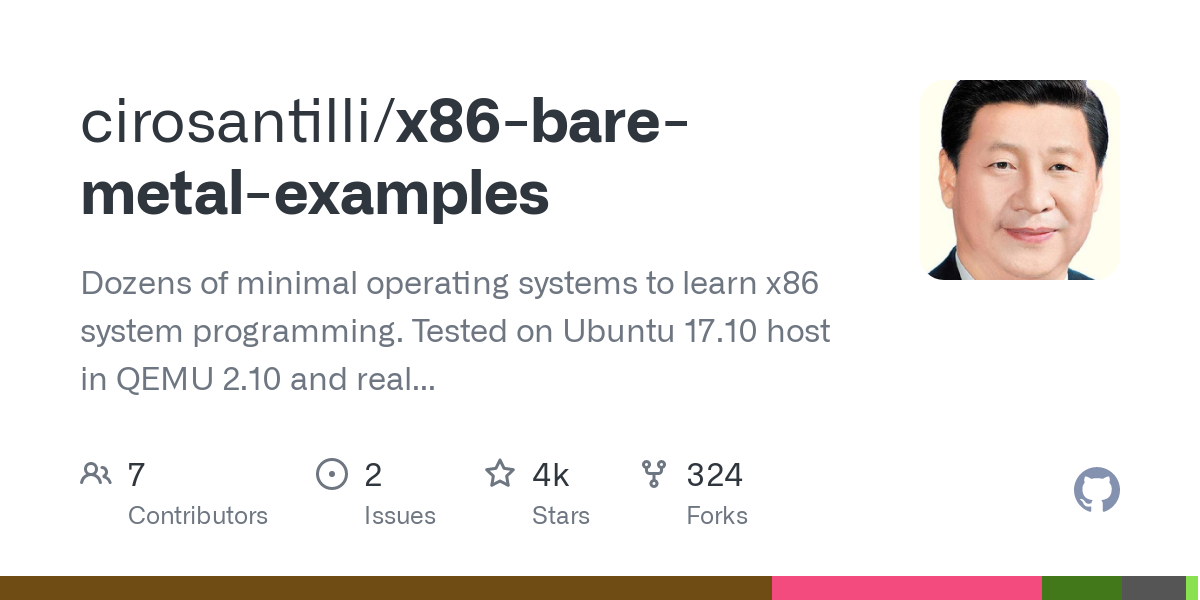 cirosantilli/x86-bare-
metal-examples
Dozens of minimal operating systems to learn x86
system programming. Tested on Ubuntu 17.10 host
in QEMU 2.10 and real...
7 2 4k 324
Contributors Issues Stars Forks